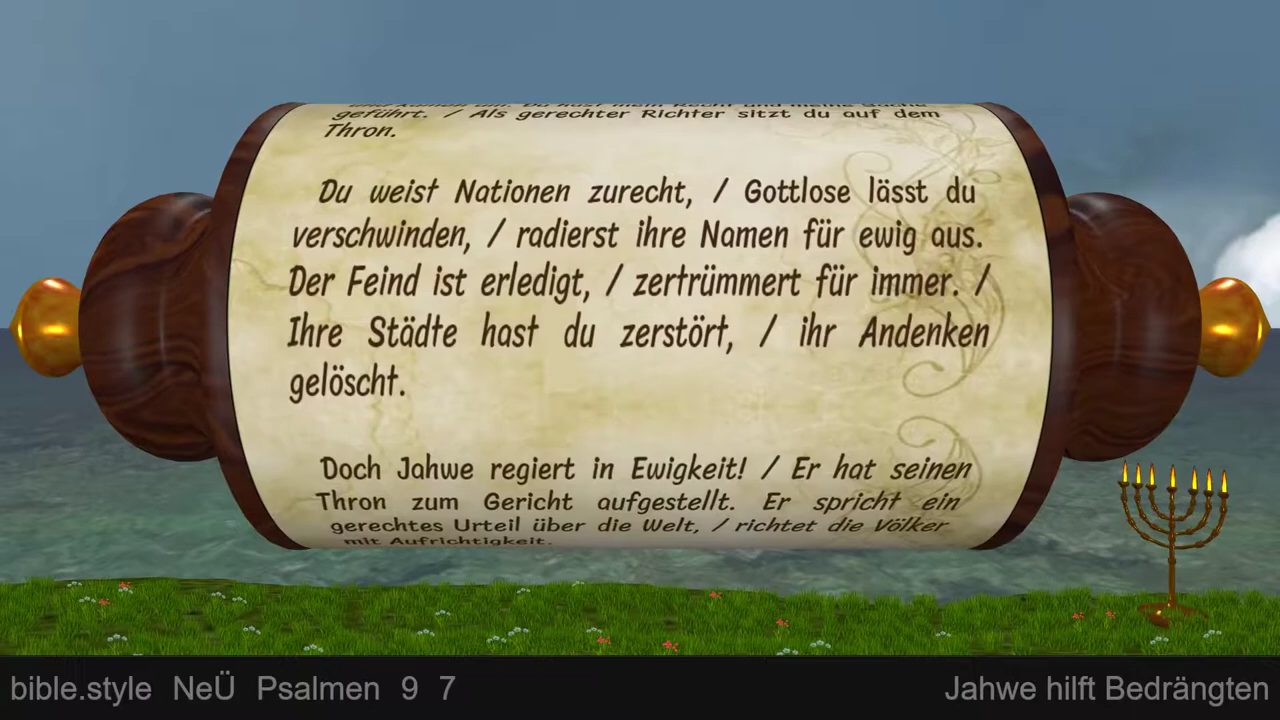 geführt. / Als gerechter Richter sitzt du auf dem
Thron.
Du weist Nationen zurecht, / Gottlose lässt du
verschwinden, / radierst ihre Namen für ewig aus.
Der Feind ist erledigt, / zertrümmert für immer. /
Ihre Städte hast du zerstört, / ihr Andenken
gelöscht.
Doch Jahwe regiert in Ewigkeit! / Er hat seinen
Thron zum Gericht aufgestellt. Er spricht ein
gerechtes Urteil über die Welt, / richtet die Völker
mit Aufrichtigkeit.
bible.style NeÜ Psalmen 9 7
Jahwe hilft Bedrängten